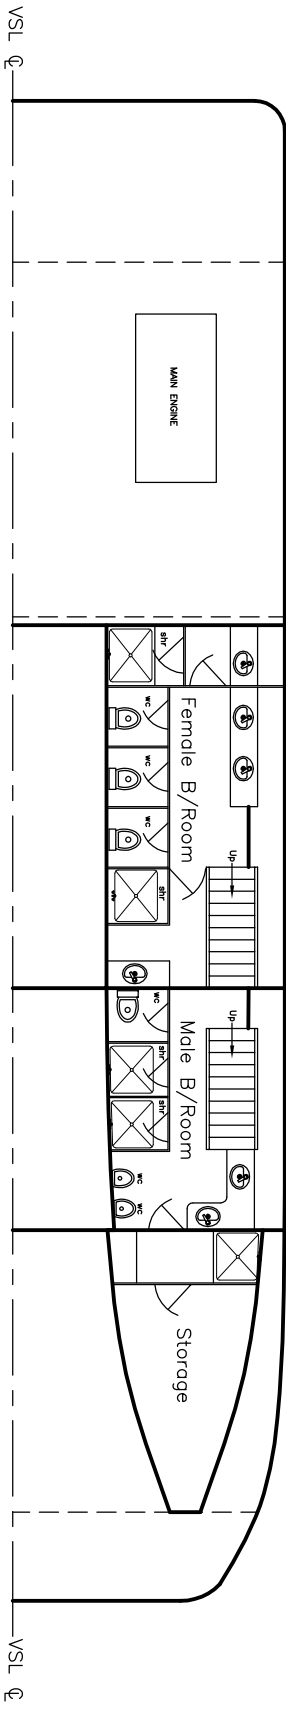 VSL ℄
MAIN ENGINE
shr
wc
wc
wc
Female B/Room
Up
shr
wc
Up
shr
Male B/Room
shr
wc
wc
Storage
VSL ℄